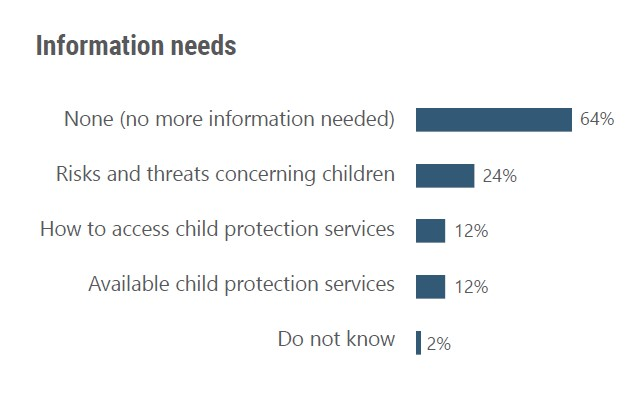 Information needs
None (no more information needed) 64%
Risks and threats concerning children 24%
How to access child protection services 12%
Available child protection services 12%
Do not know 2%